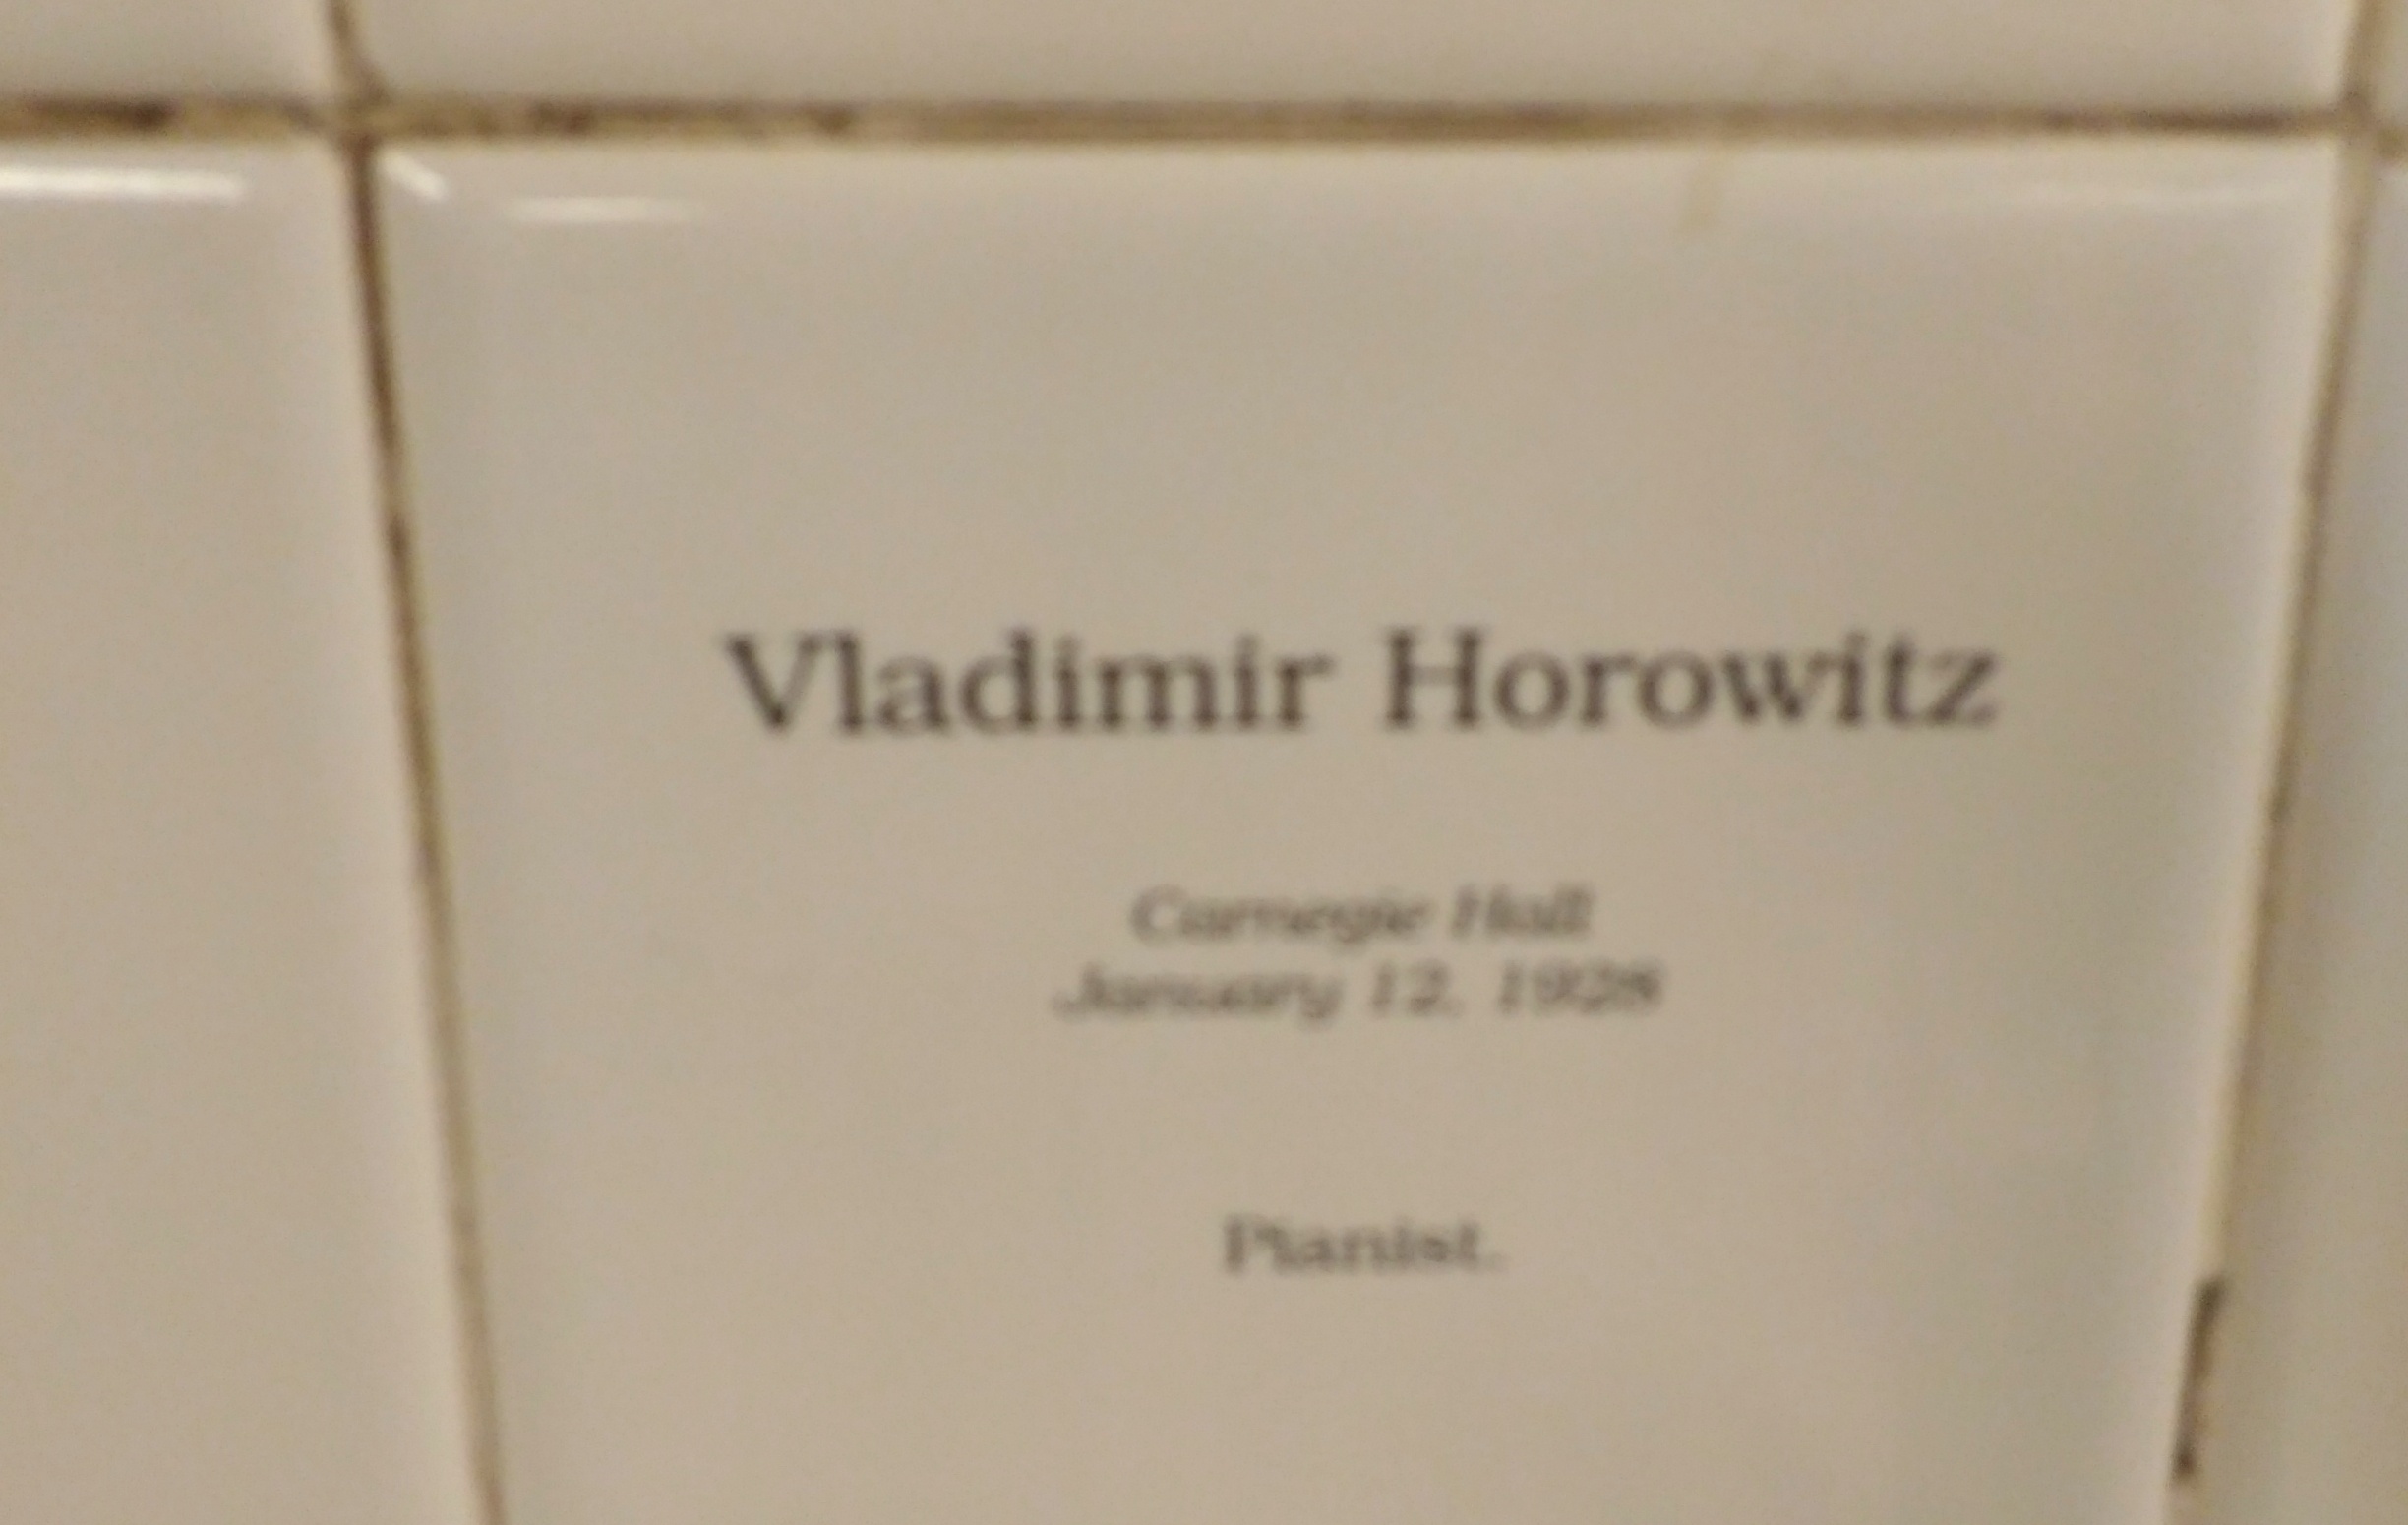 Vladimir Horowitz
Carnegie Hall
January 12, 1928
Pianist.